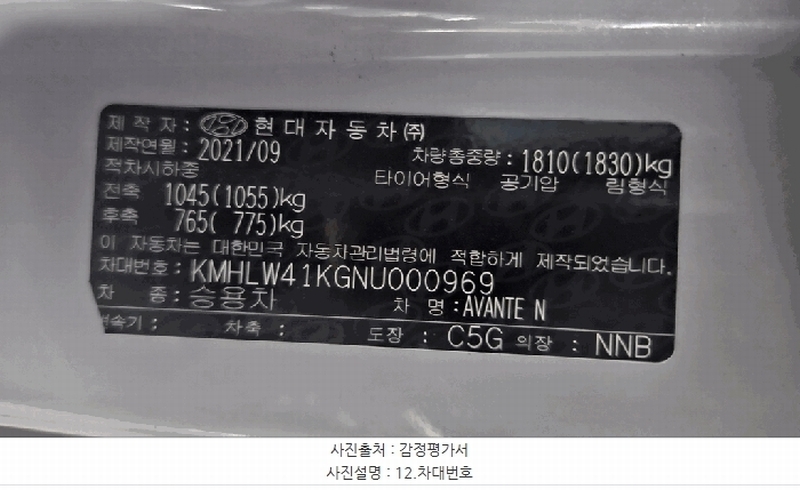 제 작 자 : 현대자동차㈜
제작연월 : 2021/09 차량총중량 : 1810(1830)kg
적차시하중 타이어형식 공기압 림형식
전축 1045(1055)kg
후축 765( 775)kg
이 자동차는 대한민국 자동차관리법령에 적합하게 제작되었습니다.
차대번호 : KMHLW41KGNU000969
차 종 : 승용차 차 명 : AVANTE N
변속기 : 차축 : 도장 : C5G 의장 : NNB
사진출처 : 감정평가서
사진설명 : 12.차대번호